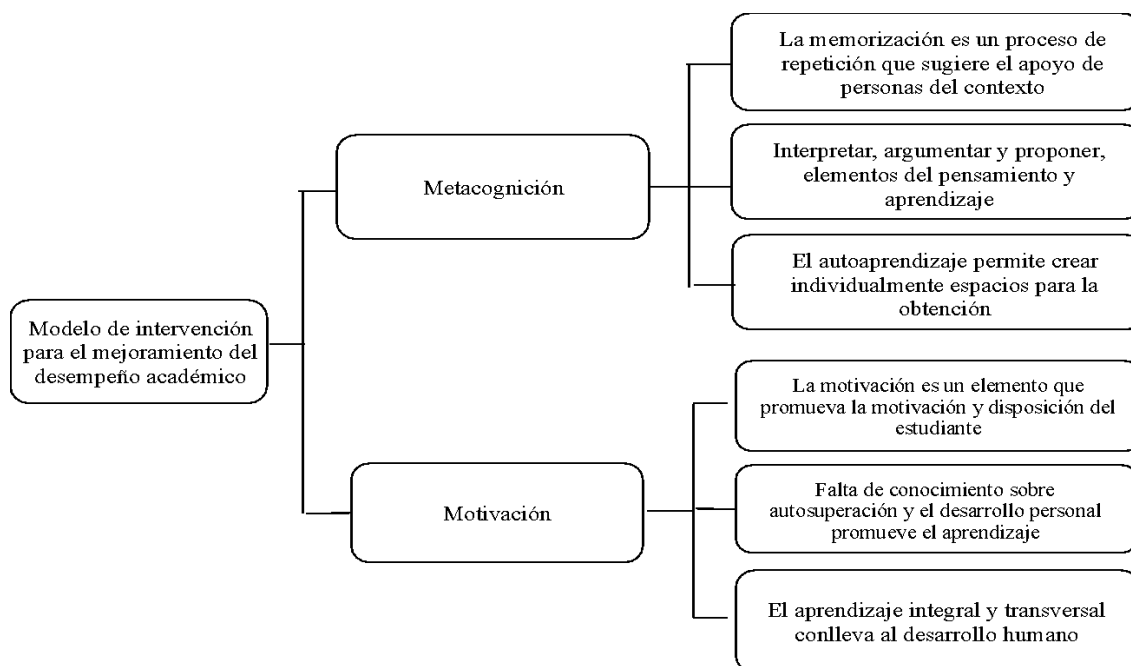 La memorización es un proceso de
repetición que sugiere el apoyo de
personas del contexto
Metacognición
Interpretar, argumentar y proponer,
elementos del pensamiento y
aprendizaje
El autoaprendizaje permite crear
individualmente espacios para la
obtención
Modelo de intervención
para el mejoramiento del
desempeño académico
La motivación es un elemento que
promueva la motivación y disposición del
estudiante
Motivación
Falta de conocimiento sobre
autosuperación y el desarrollo personal
promueve el aprendizaje
El aprendizaje integral y transversal
conlleva al desarrollo humano